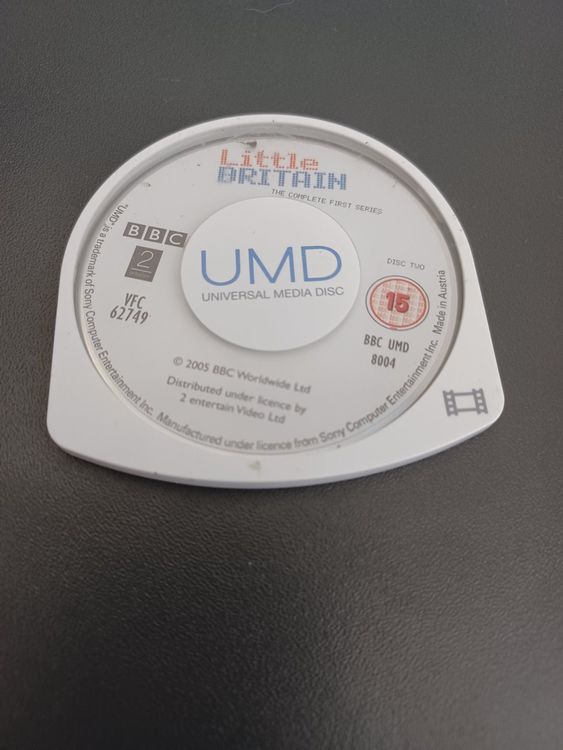 Little
BRITAIN
THE COMPLETE FIRST SERIES
BBC
2
DISC TWO
UMD
UNIVERSAL MEDIA DISC
15
VFC
62749
BBC UMD
8004
© 2005 BBC Worldwide Ltd
Distributed under licence by
2 entertain Video Ltd
"UMD" is a trademark of Sony Computer Entertainment Inc. Manufactured under licence from Sony Computer Entertainment Inc. Made in Austria